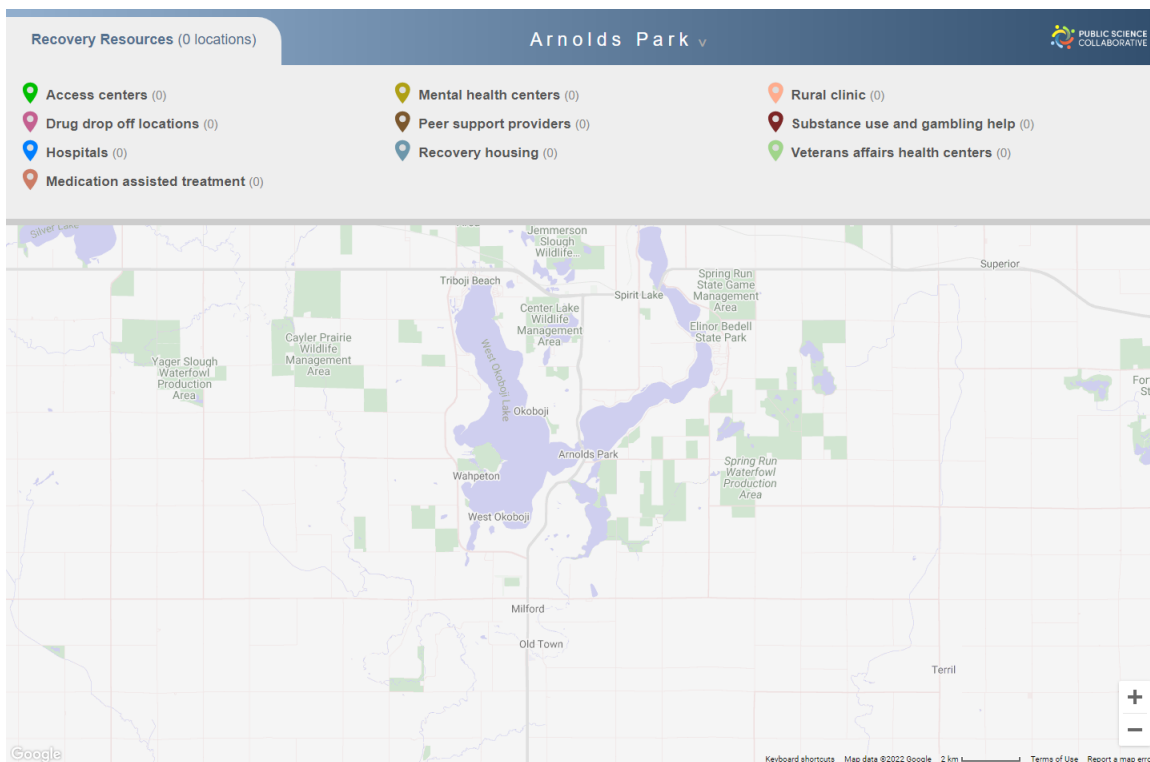 Recovery Resources (0 locations)
Arnolds Park v
PUBLIC SCIENCE
COLLABORATIVE
Access centers (0)
Drug drop off locations (0)
Hospitals (0)
Medication assisted treatment (0)
Mental health centers (0)
Peer support providers (0)
Recovery housing (0)
Rural clinic (0)
Substance use and gambling help (0)
Veterans affairs health centers (0)
Silver Lake
Jemmerson
Slough
Wildlife...
Superior
Triboji Beach
Spirit Lake
Spring Run
State Game
Management
Area
Center Lake
Wildlife
Management
Area
Elinor Bedell
State Park
Cayler Prairie
Wildlife
Management
Area
Yager Slough
Waterfowl
Production
Area
West Okoboji Lake
Okoboji
Arnolds Park
Wahpeton
Spring Run
Waterfowl
Production
Area
West Okoboji
Milford
Old Town
Terril
+
−
Google
Keyboard shortcuts
Map data ©2022 Google
2 km
Terms of Use
Report a map erro